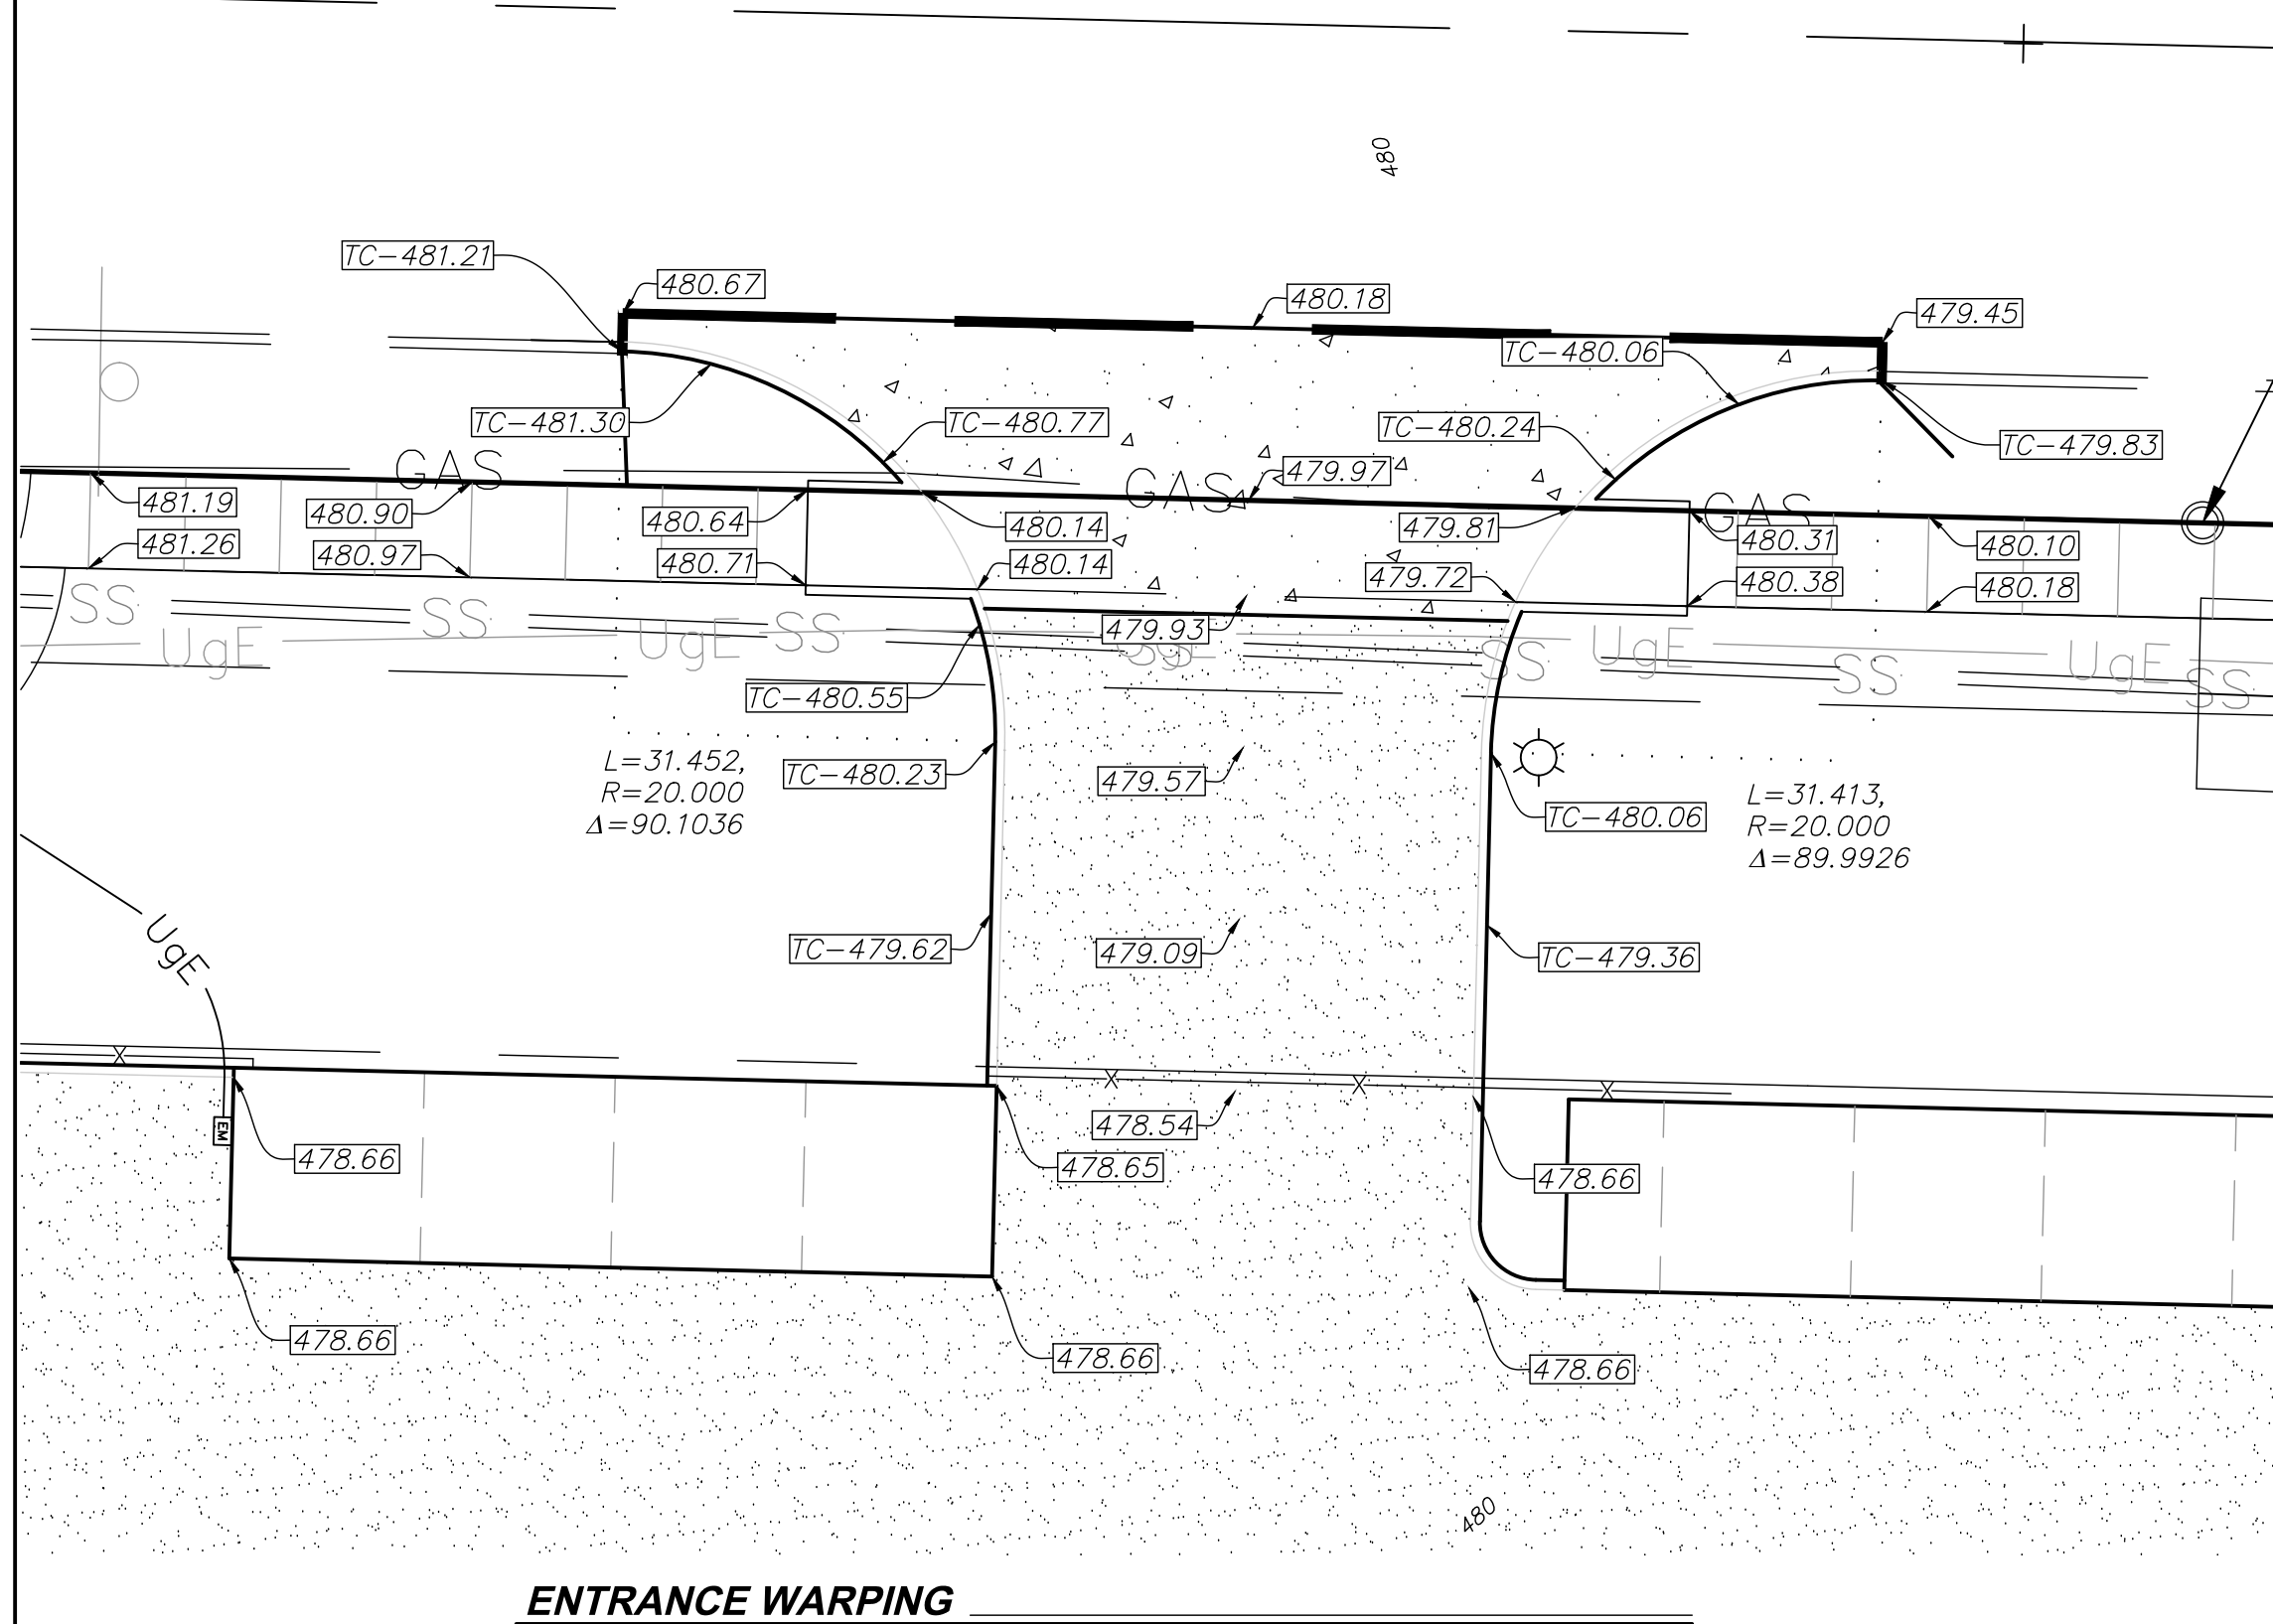 480
TC-481.21
480.67
480.18
479.45
TC-480.06
TC-481.30
TC-480.77
TC-480.24
TC-479.83
GAS
GAS
GAS
479.97
481.19
480.90
480.64
480.14
479.81
480.31
480.10
481.26
480.97
480.71
480.14
479.72
480.38
480.18
SS
SS
SS
SS
SS
SS
SS
UgE
UgE
UgE
UgE
UgE
479.93
TC-480.55
L=31.452,
R=20.000
Δ=90.1036
TC-480.23
479.57
TC-480.06
L=31.413,
R=20.000
Δ=89.9926
UgE
TC-479.62
479.09
TC-479.36
X
X
X
X
EM
478.54
478.66
478.65
478.66
478.66
478.66
478.66
480
ENTRANCE WARPING